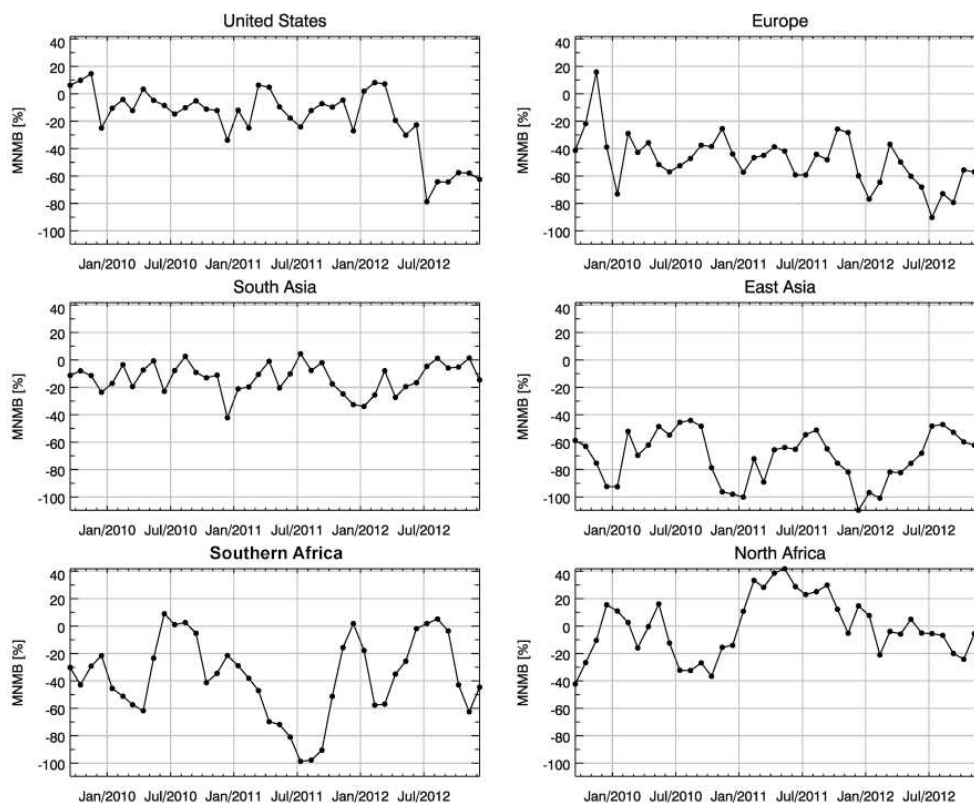 United States
MNMB [%]
40
20
0
-20
-40
-60
-80
-100
Jan/2010 Jul/2010 Jan/2011 Jul/2011 Jan/2012 Jul/2012
Europe
MNMB [%]
40
20
0
-20
-40
-60
-80
-100
Jan/2010 Jul/2010 Jan/2011 Jul/2011 Jan/2012 Jul/2012
South Asia
MNMB [%]
40
20
0
-20
-40
-60
-80
-100
Jan/2010 Jul/2010 Jan/2011 Jul/2011 Jan/2012 Jul/2012
East Asia
MNMB [%]
40
20
0
-20
-40
-60
-80
-100
Jan/2010 Jul/2010 Jan/2011 Jul/2011 Jan/2012 Jul/2012
Southern Africa
MNMB [%]
40
20
0
-20
-40
-60
-80
-100
Jan/2010 Jul/2010 Jan/2011 Jul/2011 Jan/2012 Jul/2012
North Africa
MNMB [%]
40
20
0
-20
-40
-60
-80
-100
Jan/2010 Jul/2010 Jan/2011 Jul/2011 Jan/2012 Jul/2012